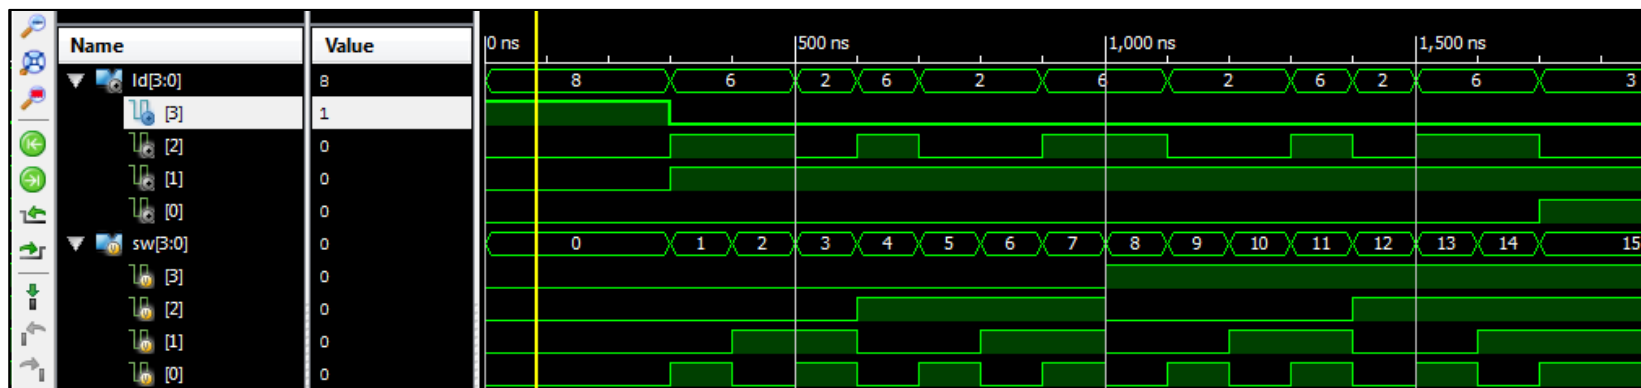 Name Value 0 ns 500 ns 1,000 ns 1,500 ns
ld[3:0] 8 8 6 2 6 2 6 2 6 2 6 3
[3] 1
[2] 0
[1] 0
[0] 0
sw[3:0] 0 0 1 2 3 4 5 6 7 8 9 10 11 12 13 14 15
[3] 0
[2] 0
[1] 0
[0] 0